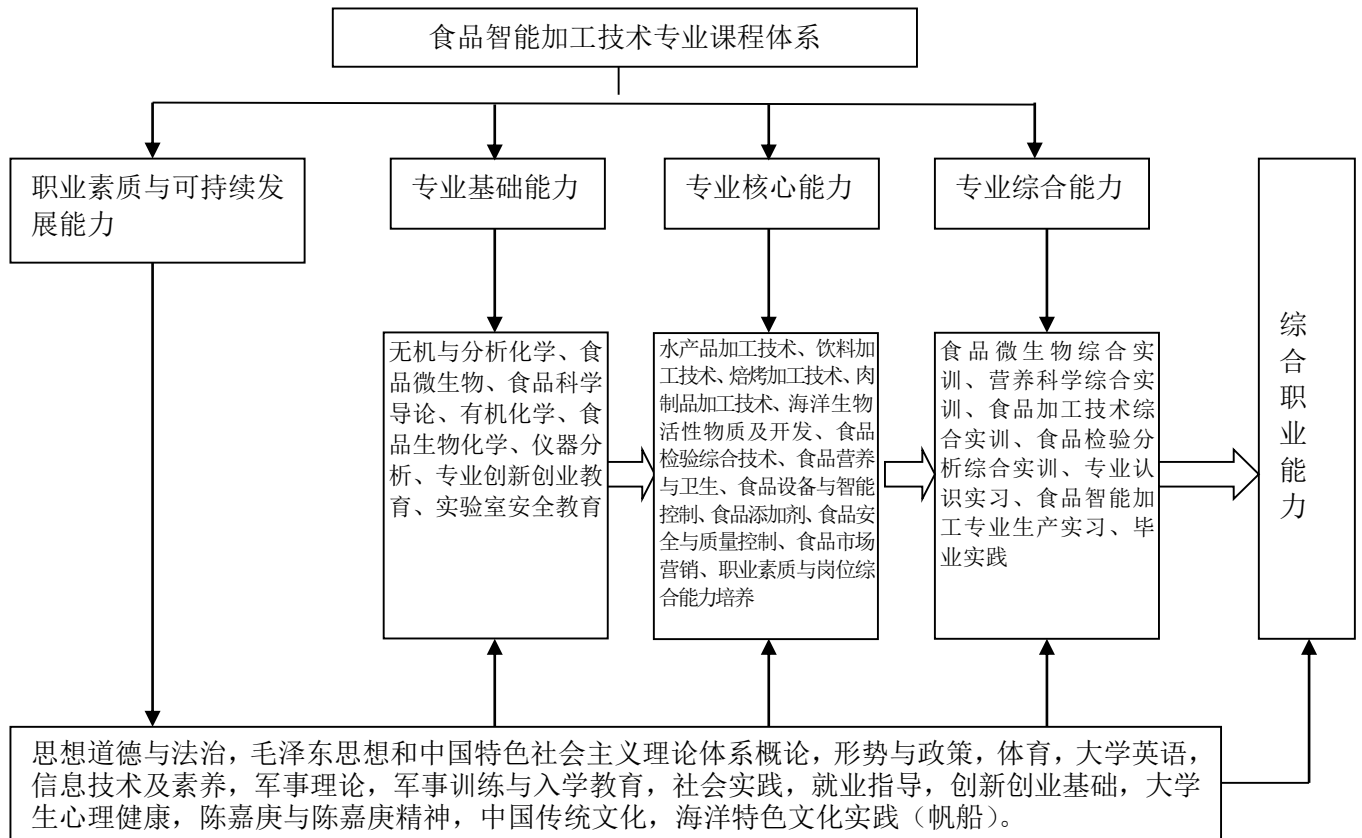 食品智能加工技术专业课程体系
职业素质与可持续发
展能力
专业基础能力
专业核心能力
专业综合能力
无机与分析化学、食
品微生物、食品科学
导论、有机化学、食
品生物化学、仪器分
析、专业创新创业教
育、实验室安全教育
水产品加工技术、饮料加
工技术、焙烤加工技术、肉
制品加工技术、海洋生物
活性物质及开发、食品
检验综合技术、食品营养
与卫生、食品设备与智能
控制、食品添加剂、食品安
全与质量控制、食品市场
营销、职业素质与岗位综
合能力培养
食品微生物综合实
训、营养科学综合实
训、食品加工技术综
合实训、食品检验分
析综合实训、专业认
识实习、食品智能加
工专业生产实习、毕
业实践
综合职业能力
思想道德与法治，毛泽东思想和中国特色社会主义理论体系概论，形势与政策，体育，大学英语，
信息技术及素养，军事理论，军事训练与入学教育，社会实践，就业指导，创新创业基础，大学
生心理健康，陈嘉庚与陈嘉庚精神，中国传统文化，海洋特色文化实践（帆船）。